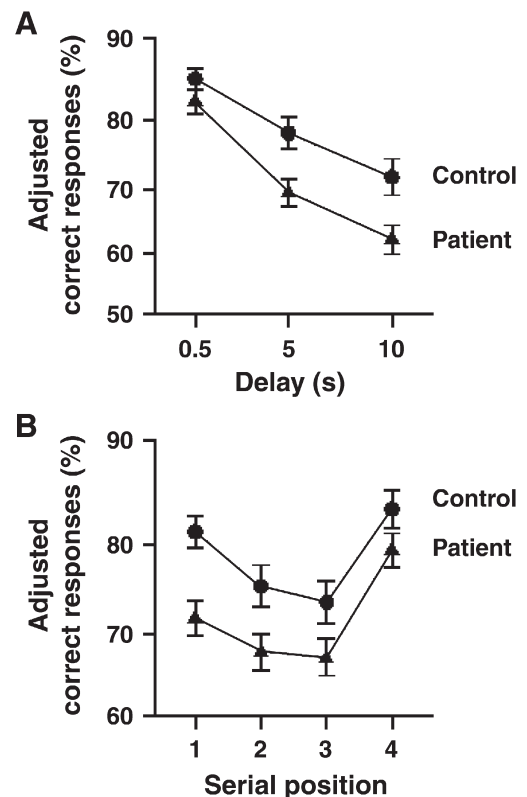 A
Adjusted
correct responses (%)
90
80
70
60
50
Control
Patient
0.5 5 10
Delay (s)
B
Adjusted
correct responses (%)
90
80
70
60
Control
Patient
1 2 3 4
Serial position